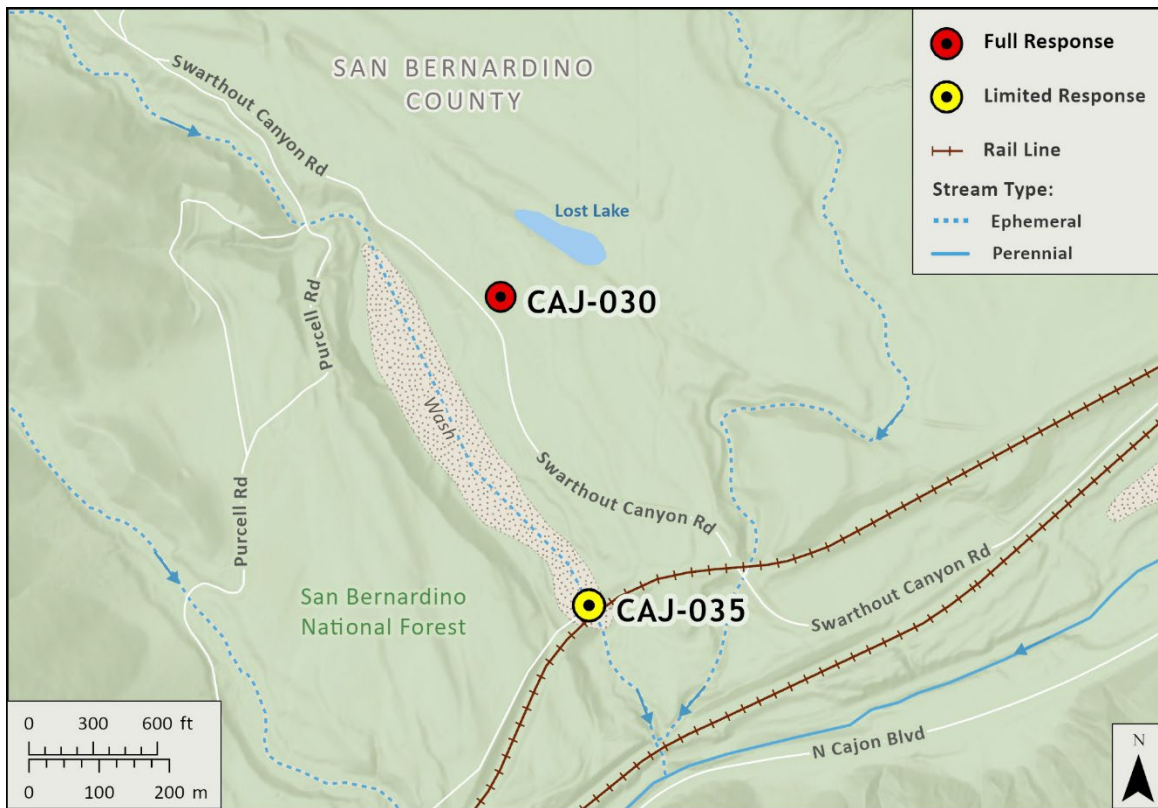 Full Response
Limited Response
Rail Line
Stream Type:
Ephemeral
Perennial
SAN BERNARDINO
COUNTY
Swarthout Canyon Rd
Lost Lake
CAJ-030
Purcell Rd
Wash
Swarthout Canyon Rd
Purcell Rd
San Bernardino
National Forest
CAJ-035
Swarthout Canyon Rd
N Cajon Blvd
0 300 600 ft
0 100 200 m
N